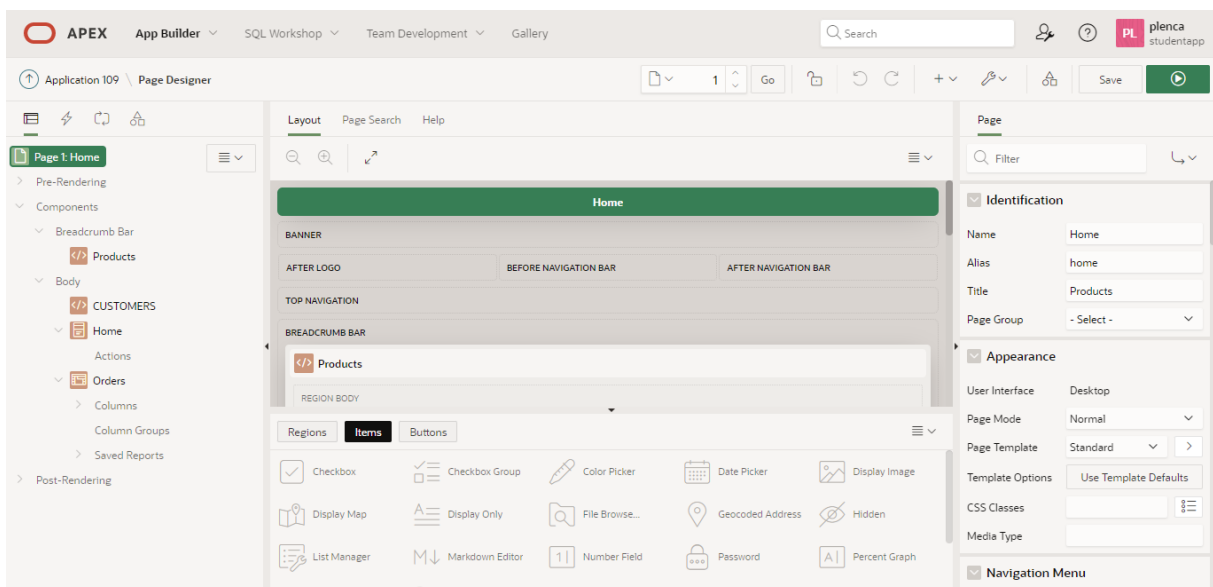 APEX App Builder SQL Workshop Team Development Gallery Search PL plenca
studentapp
Application 109 \ Page Designer 1 Go Save
Layout Page Search Help Page
Page 1: Home Filter
Pre-Rendering
Components
Breadcrumb Bar
Products
Body
CUSTOMERS
Home
Actions
Orders
Columns
Column Groups
Saved Reports
Post-Rendering
Home
BANNER
AFTER LOGO BEFORE NAVIGATION BAR AFTER NAVIGATION BAR
TOP NAVIGATION
BREADCRUMB BAR
Products
REGION BODY
Regions Items Buttons
Checkbox Checkbox Group Color Picker Date Picker Display Image
Display Map Display Only File Browse... Geocoded Address Hidden
List Manager Markdown Editor Number Field Password Percent Graph
Identification
Name Home
Alias home
Title Products
Page Group - Select -
Appearance
User Interface Desktop
Page Mode Normal
Page Template Standard
Template Options Use Template Defaults
CSS Classes
Media Type
Navigation Menu